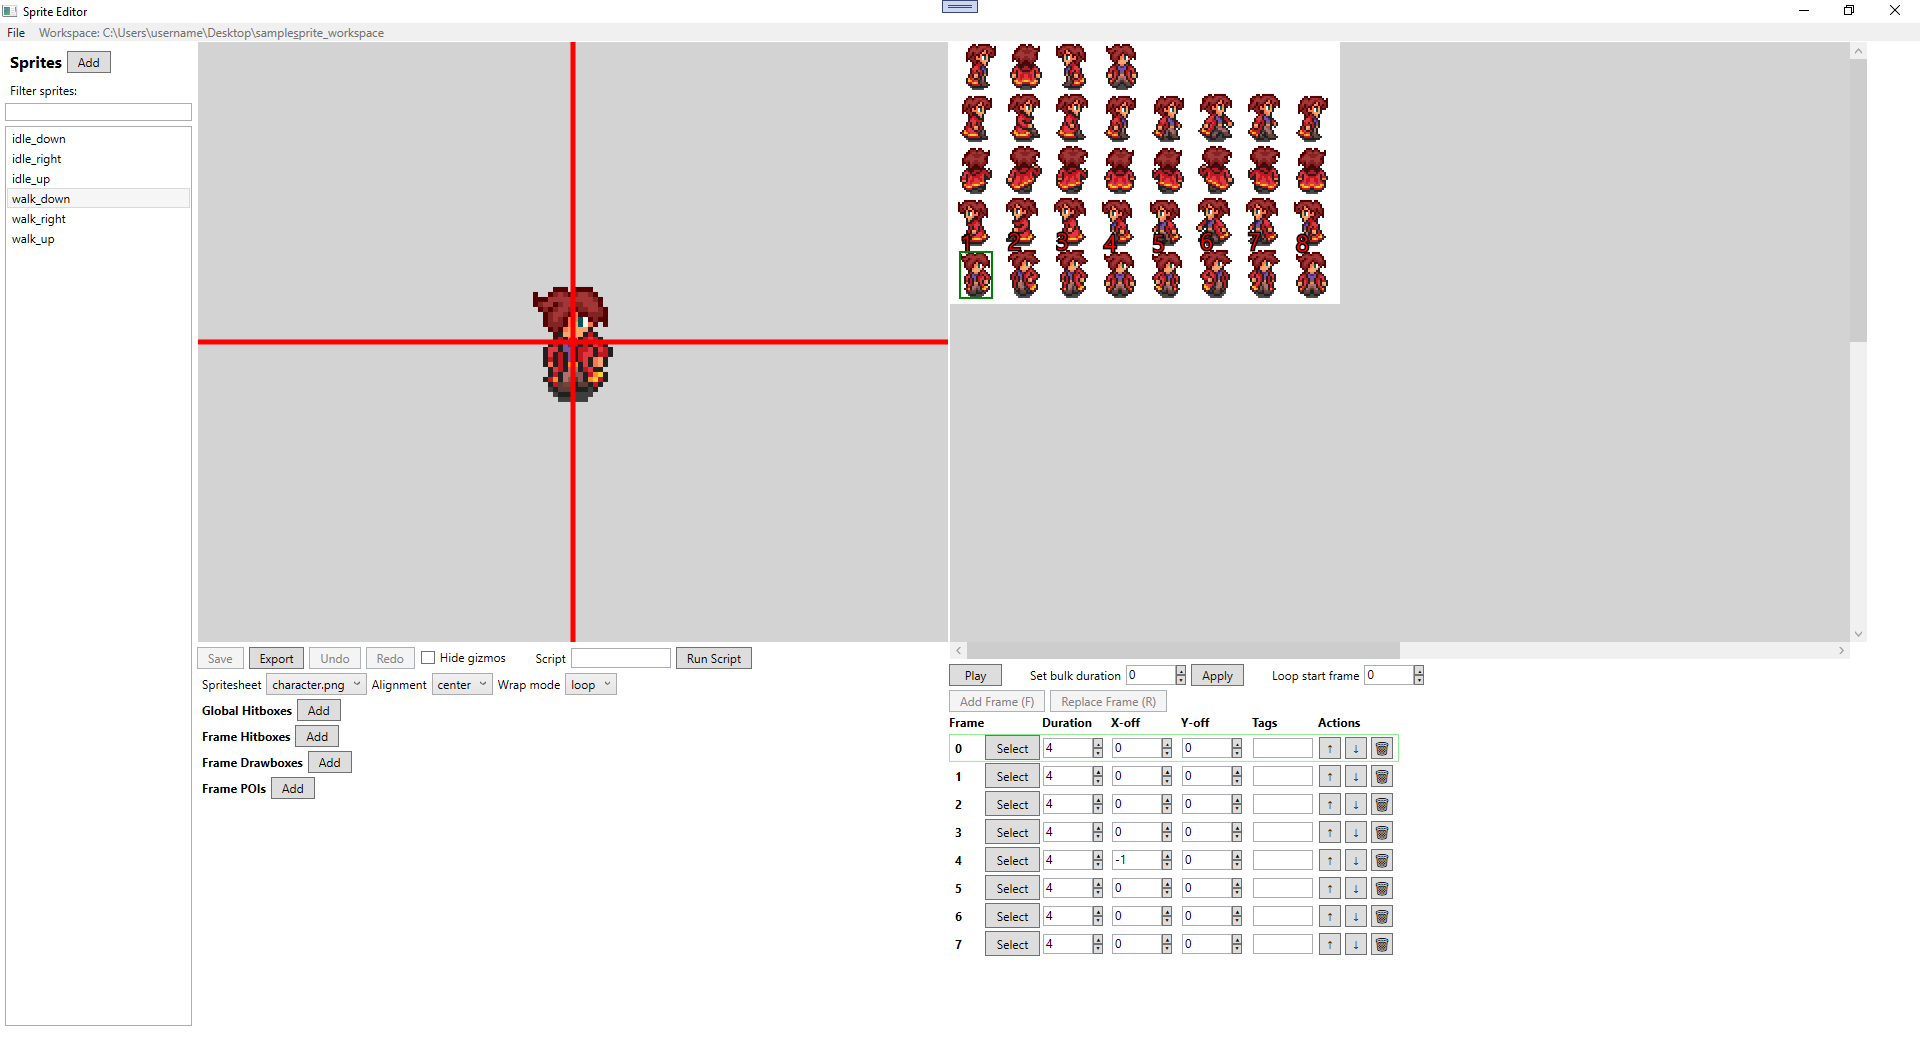 Sprite Editor
File Workspace: C:\Users\username\Desktop\samplesprite_workspace
Sprites Add
Filter sprites:
idle_down
idle_right
idle_up
walk_down
walk_right
walk_up
1 2 3 4 5 6 7 8
Save Export Undo Redo Hide gizmos Script Run Script
Spritesheet character.png Alignment center Wrap mode loop
Global Hitboxes Add
Frame Hitboxes Add
Frame Drawboxes Add
Frame POIs Add
Play Set bulk duration 0 Apply Loop start frame 0
Add Frame (F) Replace Frame (R)
Frame Duration X-off Y-off Tags Actions
0 Select 4 0 0 ↑ ↓
1 Select 4 0 0 ↑ ↓
2 Select 4 0 0 ↑ ↓
3 Select 4 0 0 ↑ ↓
4 Select 4 -1 0 ↑ ↓
5 Select 4 0 0 ↑ ↓
6 Select 4 0 0 ↑ ↓
7 Select 4 0 0 ↑ ↓